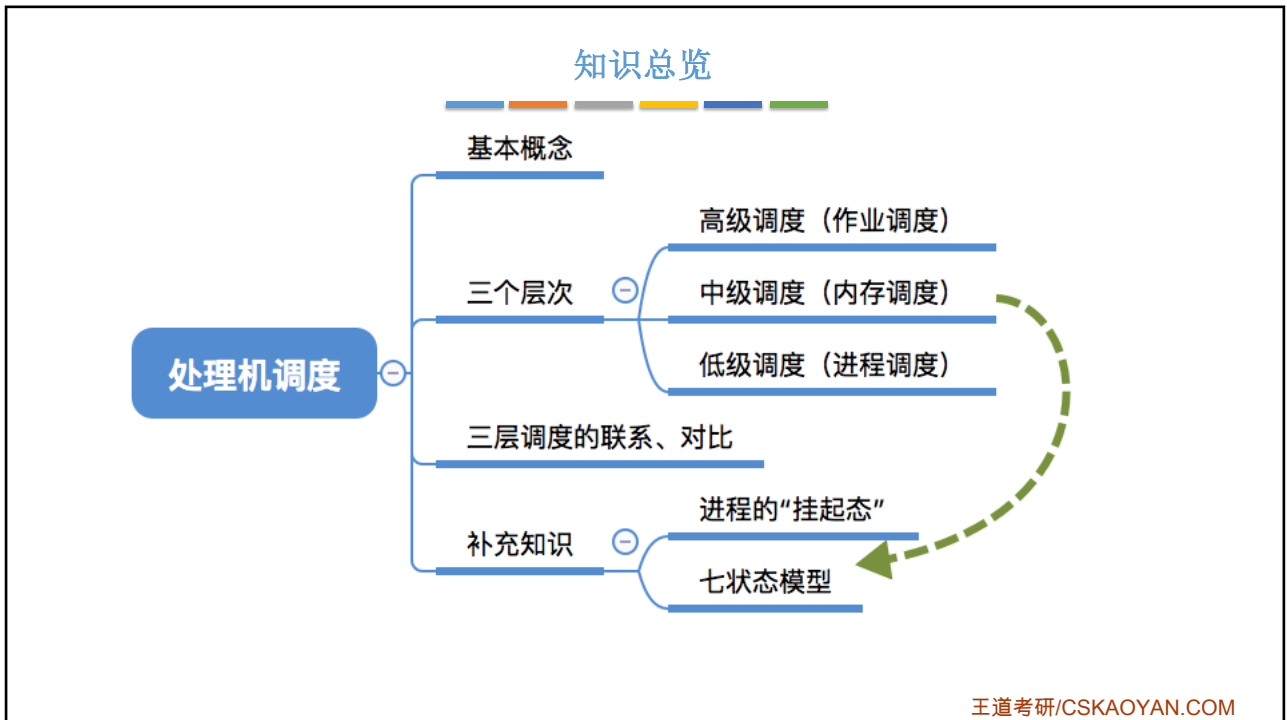 知识总览
基本概念
高级调度（作业调度）
三个层次
中级调度（内存调度）
低级调度（进程调度）
处理机调度
三层调度的联系、对比
进程的“挂起态”
补充知识
七状态模型
王道考研/CSKAOYAN.COM